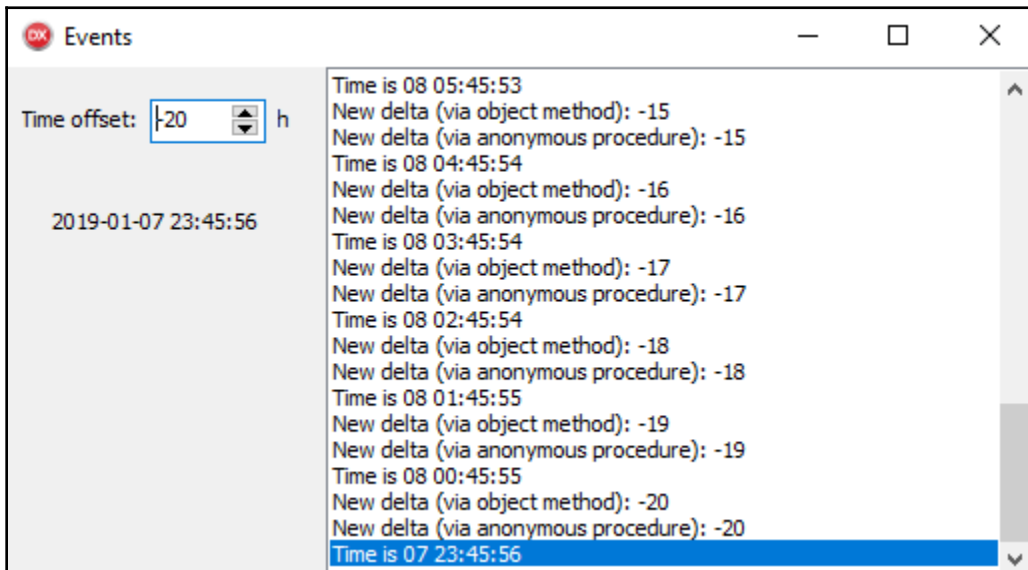 DX Events
Time offset: -20 h
2019-01-07 23:45:56
Time is 08 05:45:53
New delta (via object method): -15
New delta (via anonymous procedure): -15
Time is 08 04:45:54
New delta (via object method): -16
New delta (via anonymous procedure): -16
Time is 08 03:45:54
New delta (via object method): -17
New delta (via anonymous procedure): -17
Time is 08 02:45:54
New delta (via object method): -18
New delta (via anonymous procedure): -18
Time is 08 01:45:55
New delta (via object method): -19
New delta (via anonymous procedure): -19
Time is 08 00:45:55
New delta (via object method): -20
New delta (via anonymous procedure): -20
Time is 07 23:45:56